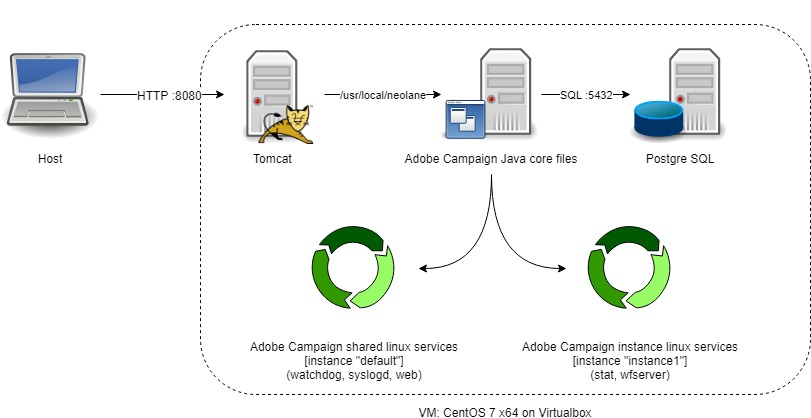 HTTP :8080
/usr/local/neolane
SQL :5432
Host
Tomcat
Adobe Campaign Java core files
Postgre SQL
Adobe Campaign shared linux services
[instance "default"]
(watchdog, syslogd, web)
Adobe Campaign instance linux services
[instance "instance1"]
(stat, wfserver)
VM: CentOS 7 x64 on Virtualbox